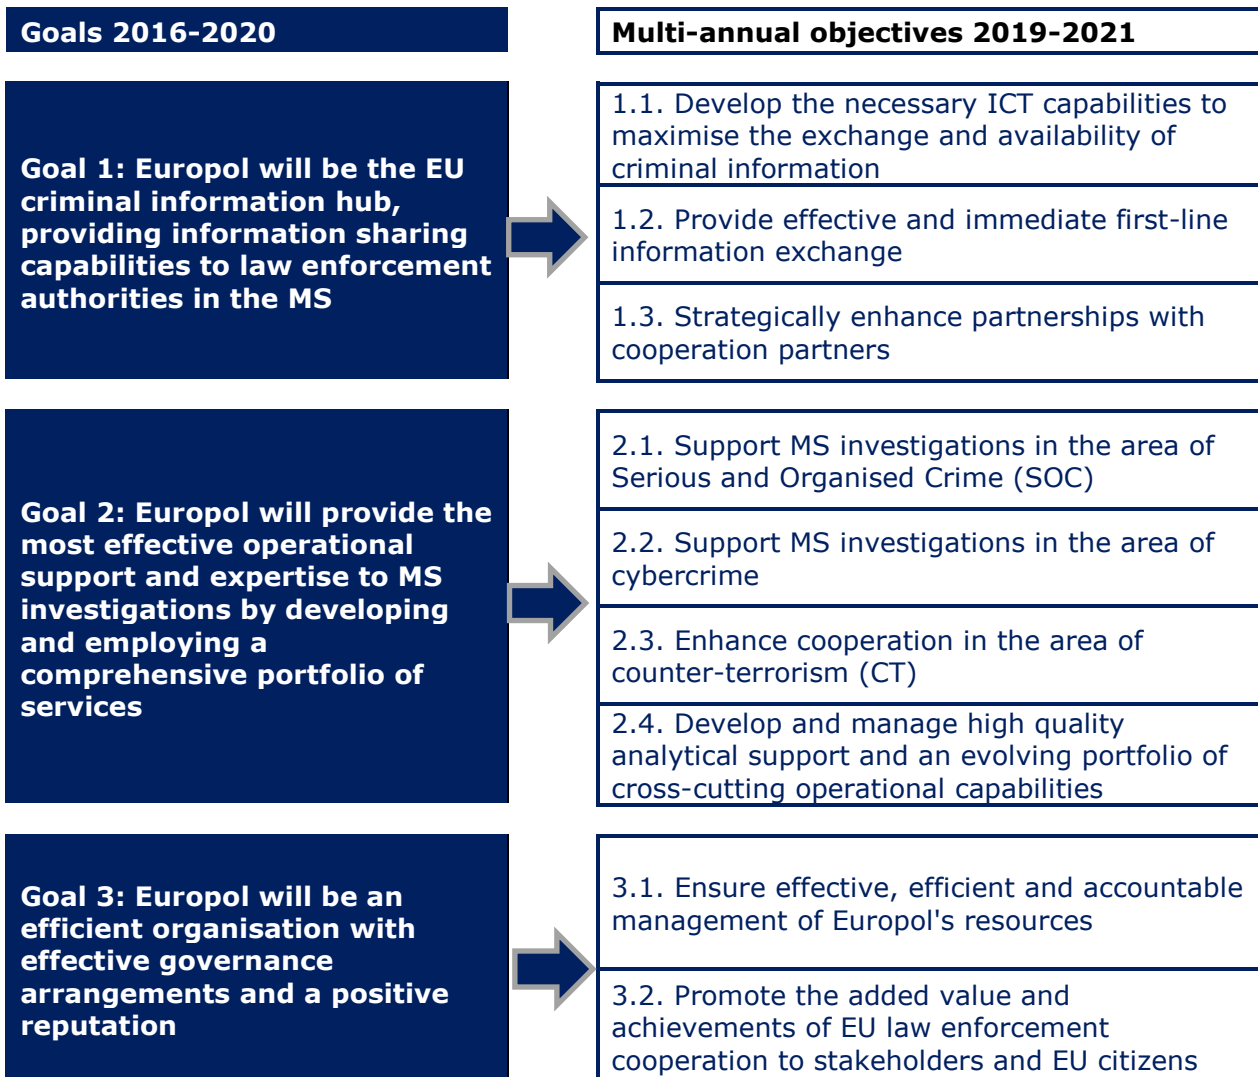 Goals 2016-2020
Multi-annual objectives 2019-2021
Goal 1: Europol will be the EU
criminal information hub,
providing information sharing
capabilities to law enforcement
authorities in the MS
1.1. Develop the necessary ICT capabilities to
maximise the exchange and availability of
criminal information
1.2. Provide effective and immediate first-line
information exchange
1.3. Strategically enhance partnerships with
cooperation partners
Goal 2: Europol will provide the
most effective operational
support and expertise to MS
investigations by developing
and employing a
comprehensive portfolio of
services
2.1. Support MS investigations in the area of
Serious and Organised Crime (SOC)
2.2. Support MS investigations in the area of
cybercrime
2.3. Enhance cooperation in the area of
counter-terrorism (CT)
2.4. Develop and manage high quality
analytical support and an evolving portfolio of
cross-cutting operational capabilities
Goal 3: Europol will be an
efficient organisation with
effective governance
arrangements and a positive
reputation
3.1. Ensure effective, efficient and accountable
management of Europol's resources
3.2. Promote the added value and
achievements of EU law enforcement
cooperation to stakeholders and EU citizens